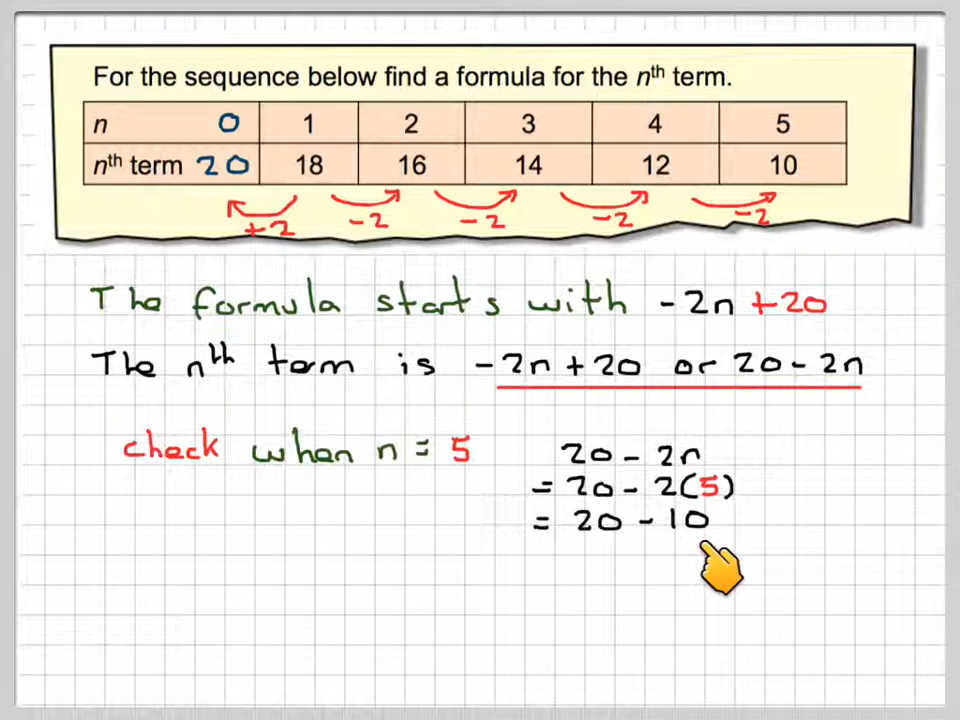 For the sequence below find a formula for the nth term.
n 0 1 2 3 4 5
nth term 20 18 16 14 12 10
+2 -2 -2 -2 -2
The formula starts with -2n +20
The nth term is -2n + 20 or 20 - 2n
check when n = 5
20 - 2n
= 20 - 2(5)
= 20 - 10